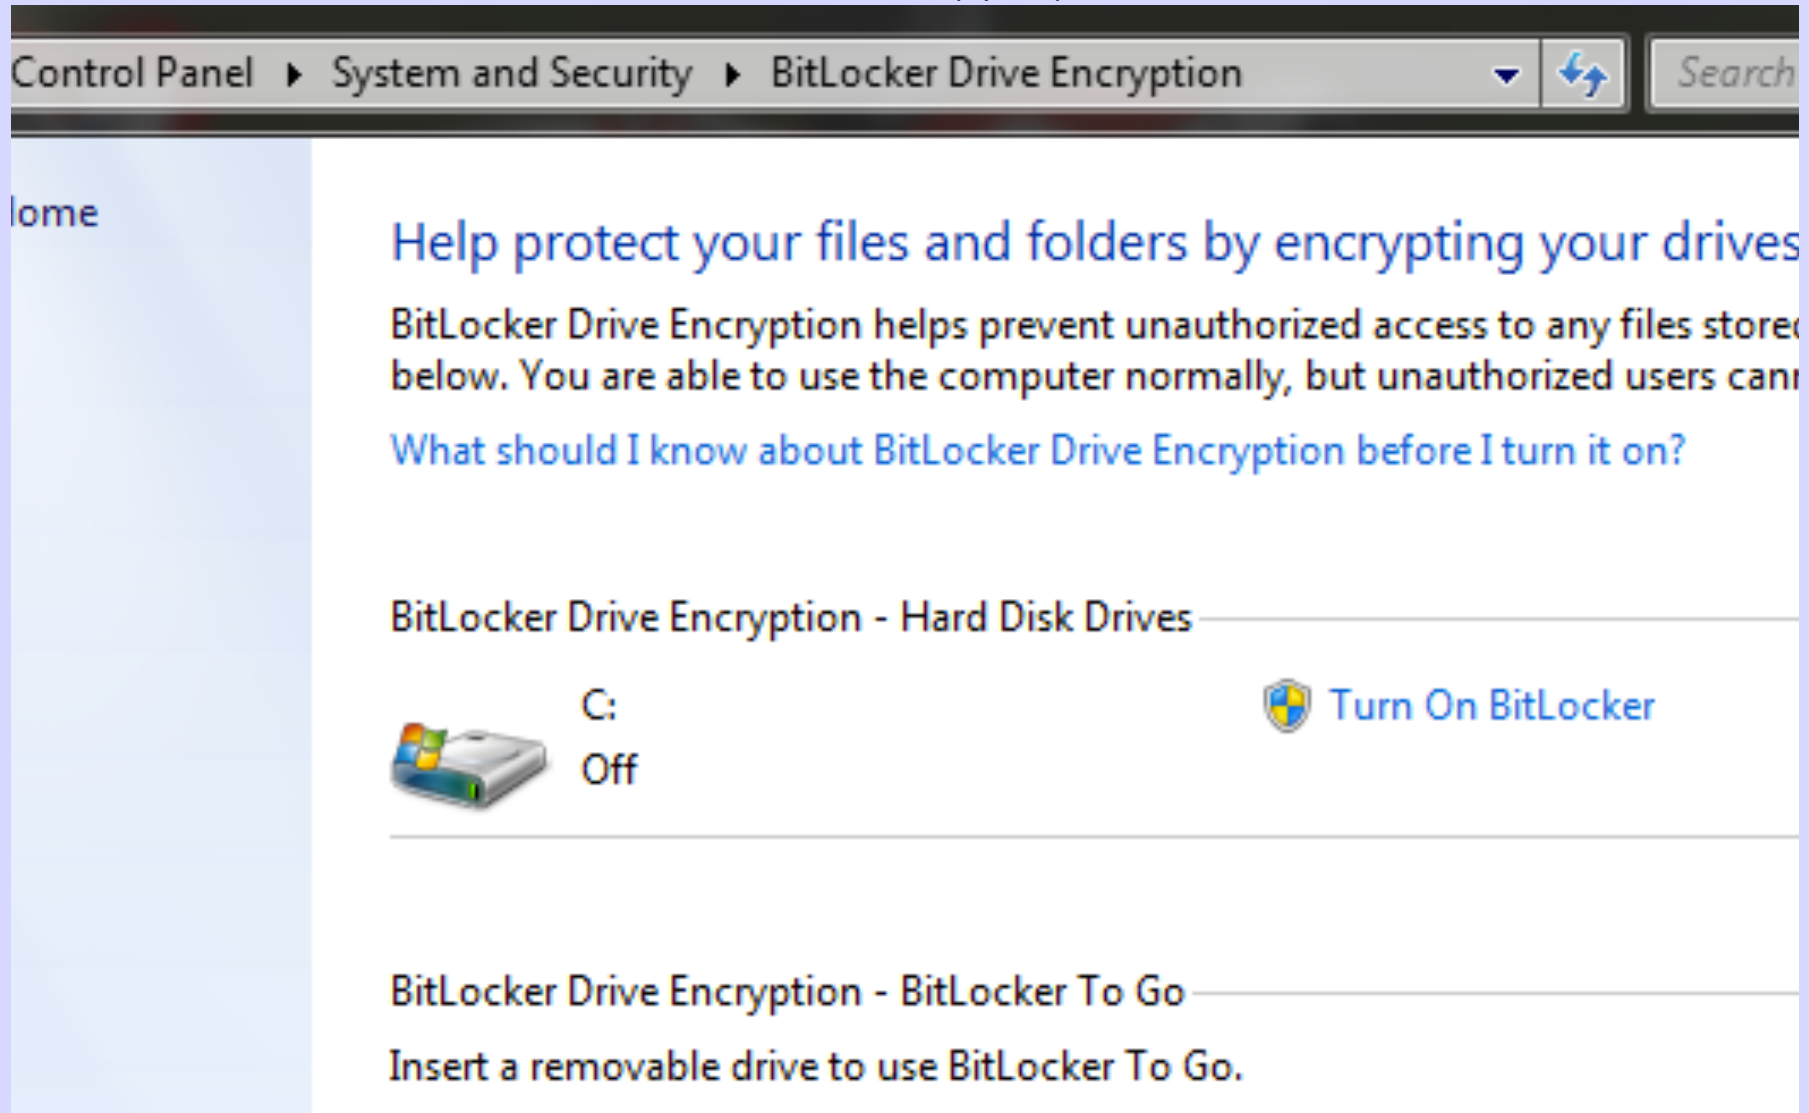 Control Panel System and Security BitLocker Drive Encryption Search
Help protect your files and folders by encrypting your drives
BitLocker Drive Encryption helps prevent unauthorized access to any files
below. You are able to use the computer normally, but unauthorized users
What should I know about BitLocker Drive Encryption before I turn it on?
BitLocker Drive Encryption - Hard Disk Drives
C: Turn On BitLocker
Off
BitLocker Drive Encryption - BitLocker To Go
Insert a removable drive to use BitLocker To Go.